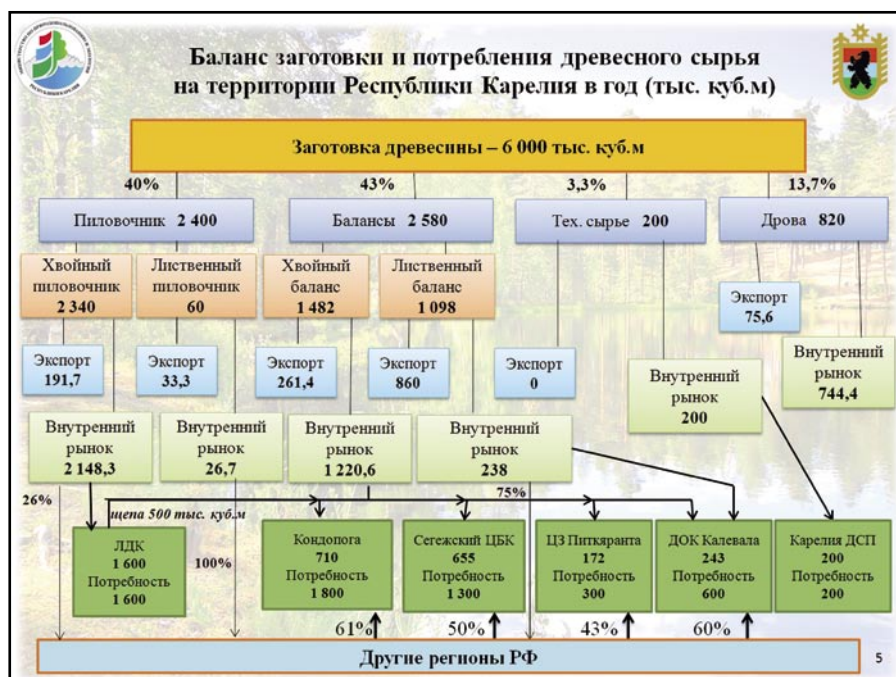 Баланс заготовки и потребления древесного сырья
на территории Республики Карелия в год (тыс. куб.м)
Заготовка древесины – 6 000 тыс. куб.м
40%
43%
3,3%
13,7%
Пиловочник 2 400
Балансы 2 580
Тех. сырье 200
Дрова 820
Хвойный
пиловочник
2 340
Лиственный
пиловочник
60
Хвойный
баланс
1 482
Лиственный
баланс
1 098
Экспорт
191,7
Экспорт
33,3
Экспорт
261,4
Экспорт
860
Экспорт
0
Экспорт
75,6
Внутренний
рынок
2 148,3
Внутренний
рынок
26,7
Внутренний
рынок
1 220,6
Внутренний
рынок
238
Внутренний
рынок
200
Внутренний
рынок
744,4
26%
щепа 500 тыс. куб.м
75%
100%
ЛДК
1 600
Потребность
1 600
Кондопога
710
Потребность
1 800
Сегежский ЦБК
655
Потребность
1 300
ЦЗ Питкяранта
172
Потребность
300
ДОК Калевала
243
Потребность
600
Карелия ДСП
200
Потребность
200
61%
50%
43%
60%
Другие регионы РФ
5